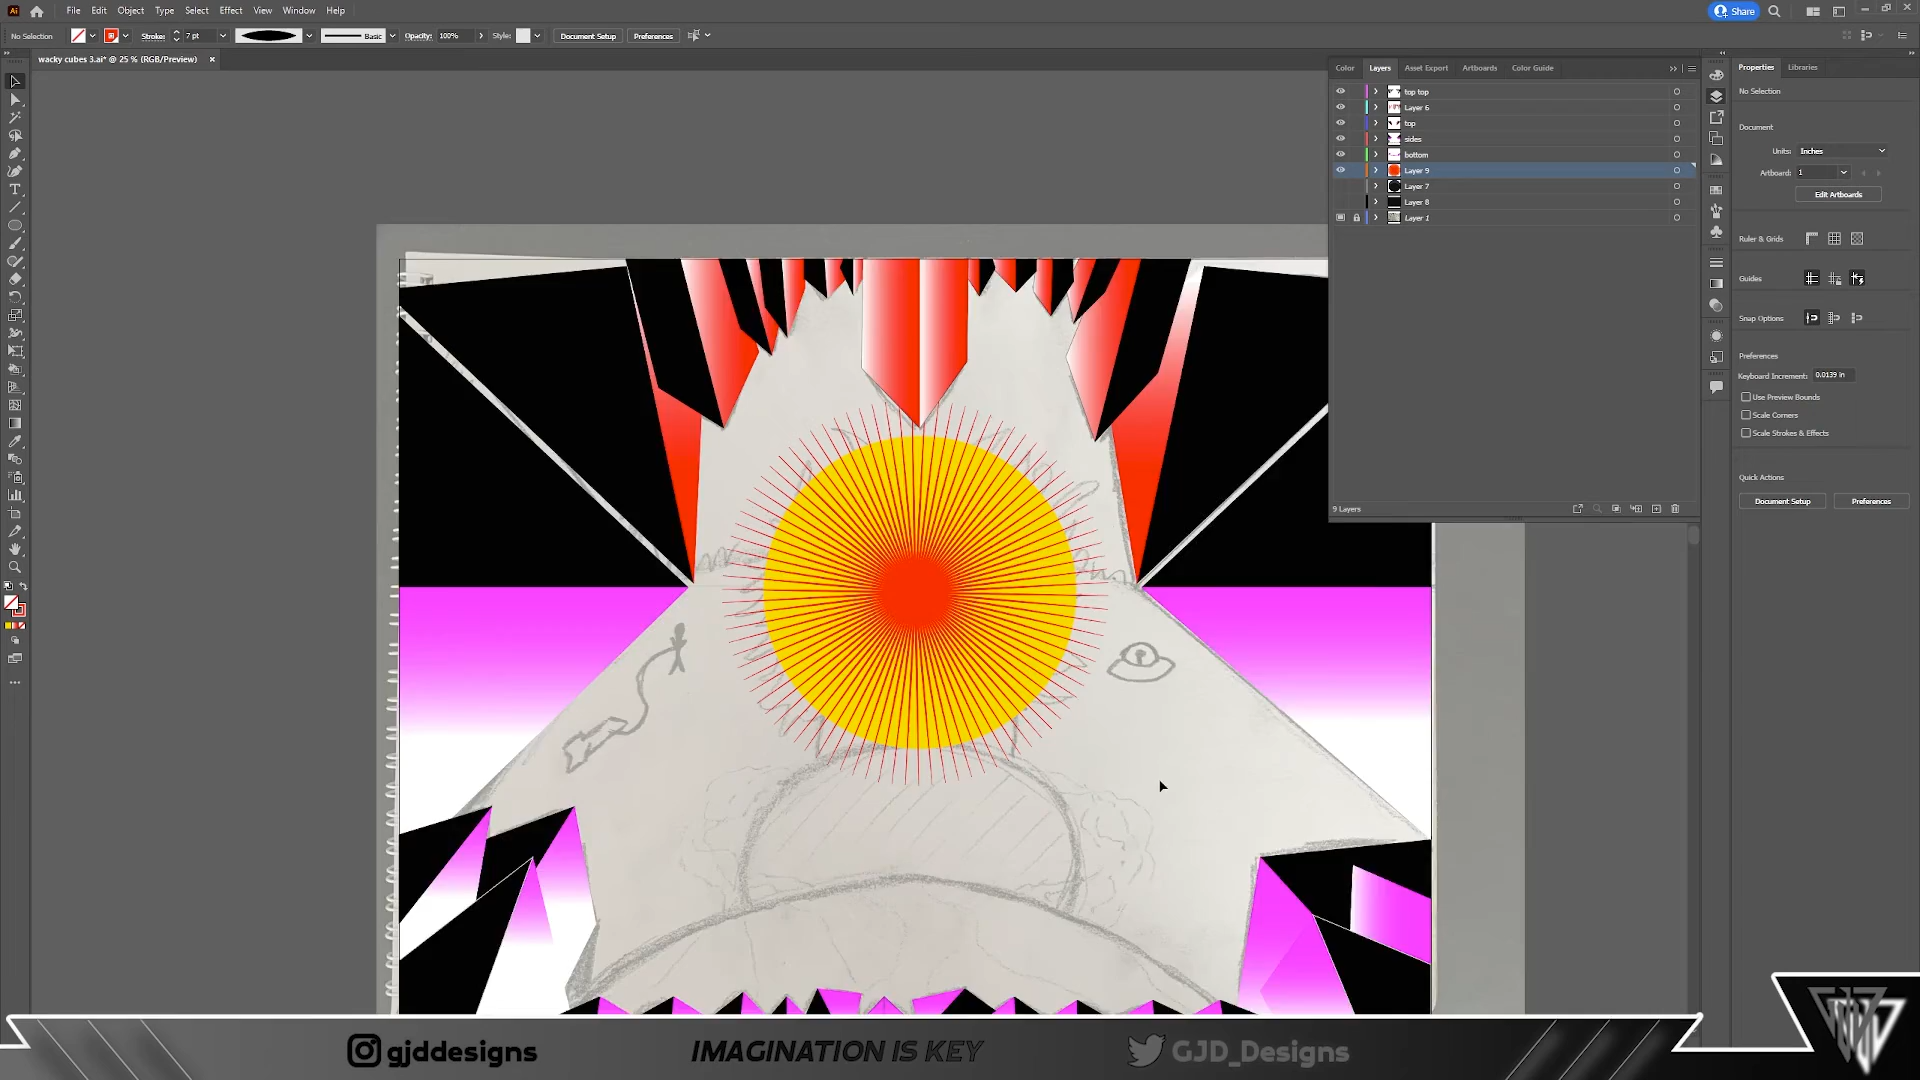 Ai File Edit Object Type Select Effect View Window Help Share
No Selection Stroke: 7 pt Basic Opacity: 100% Style: Document Setup Preferences
wacky cubes 3.ai* @ 25 % (RGB/Preview) ×
Color Layers Asset Export Artboards Color Guide
top top
Layer 6
top
sides
bottom
Layer 9
Layer 7
Layer 8
Layer 1
9 Layers
Properties Libraries
No Selection
Document
Units: Inches
Artboard: 1
Edit Artboards
Ruler & Grids
Guides
Snap Options
Preferences
Keyboard Increment: 0.0139 in
Use Preview Bounds
Scale Corners
Scale Strokes & Effects
Quick Actions
Document Setup Preferences
gjddesigns IMAGINATION IS KEY GJD_Designs